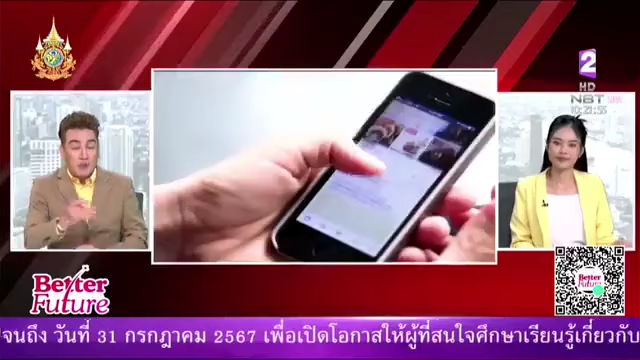 2
HD
NBT
Better
Future
Better
Future
จนถึง วันที่ 31 กรกฎาคม 2567 เพื่อเปิดโอกาสให้ผู้ที่สนใจศึกษาเรียนรู้เกี่ยวกับ